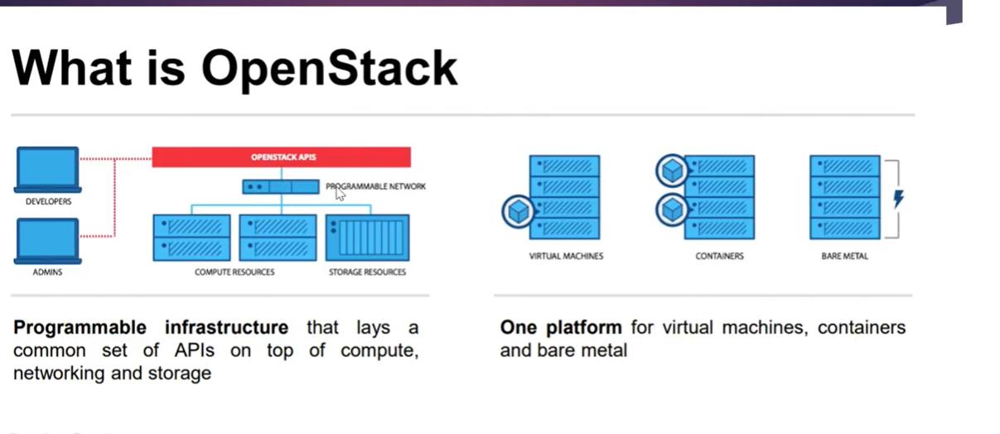 What is OpenStack
OPENSTACK APIS
PROGRAMMABLE NETWORK
DEVELOPERS
ADMINS
COMPUTE RESOURCES
STORAGE RESOURCES
VIRTUAL MACHINES
CONTAINERS
BARE METAL
Programmable infrastructure that lays a
common set of APIs on top of compute,
networking and storage
One platform for virtual machines, containers
and bare metal